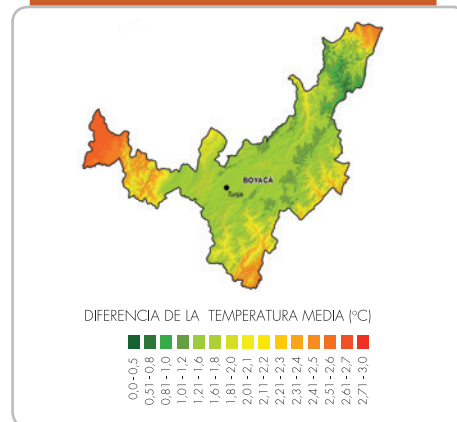 BOYACÁ
Tunja
DIFERENCIA DE LA TEMPERATURA MEDIA (ºC)
0,0 - 0,5
0,51 - 0,8
0,81 - 1,0
1,01 - 1,2
1,21 - 1,6
1,61 - 1,8
1,81 - 2,0
2,01 - 2,1
2,11 - 2,2
2,21 - 2,3
2,31 - 2,4
2,41 - 2,5
2,51 - 2,6
2,61 - 2,7
2,71 - 3,0